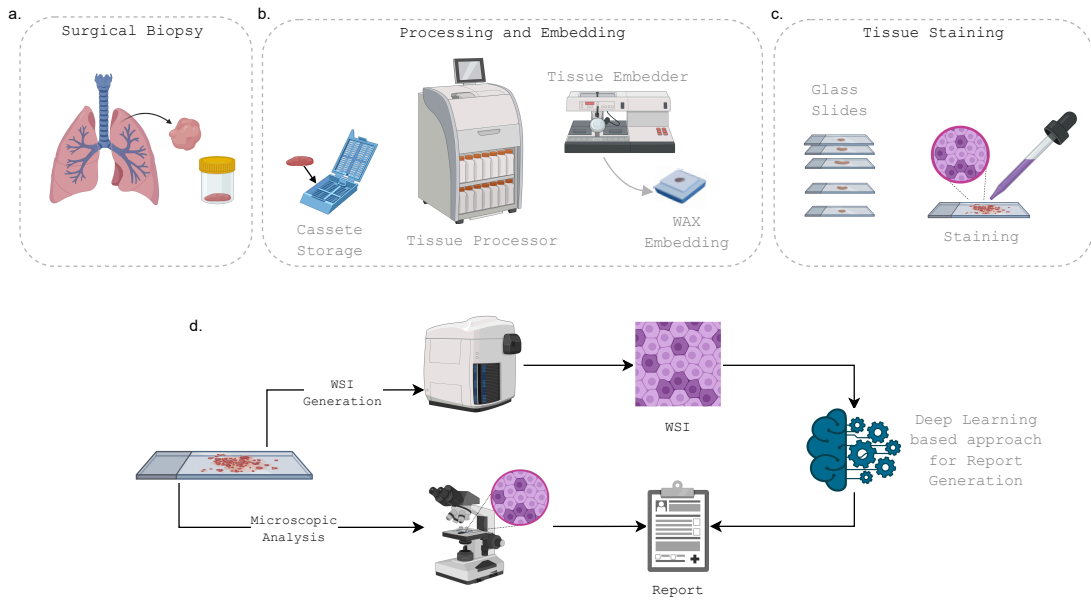 a.
Surgical Biopsy
b.
Processing and Embedding
Tissue Embedder
Cassete
Storage
Tissue Processor
WAX
Embedding
c.
Tissue Staining
Glass
Slides
Staining
d.
WSI
Generation
WSI
Deep Learning
based approach
for Report
Generation
Microscopic
Analysis
Report